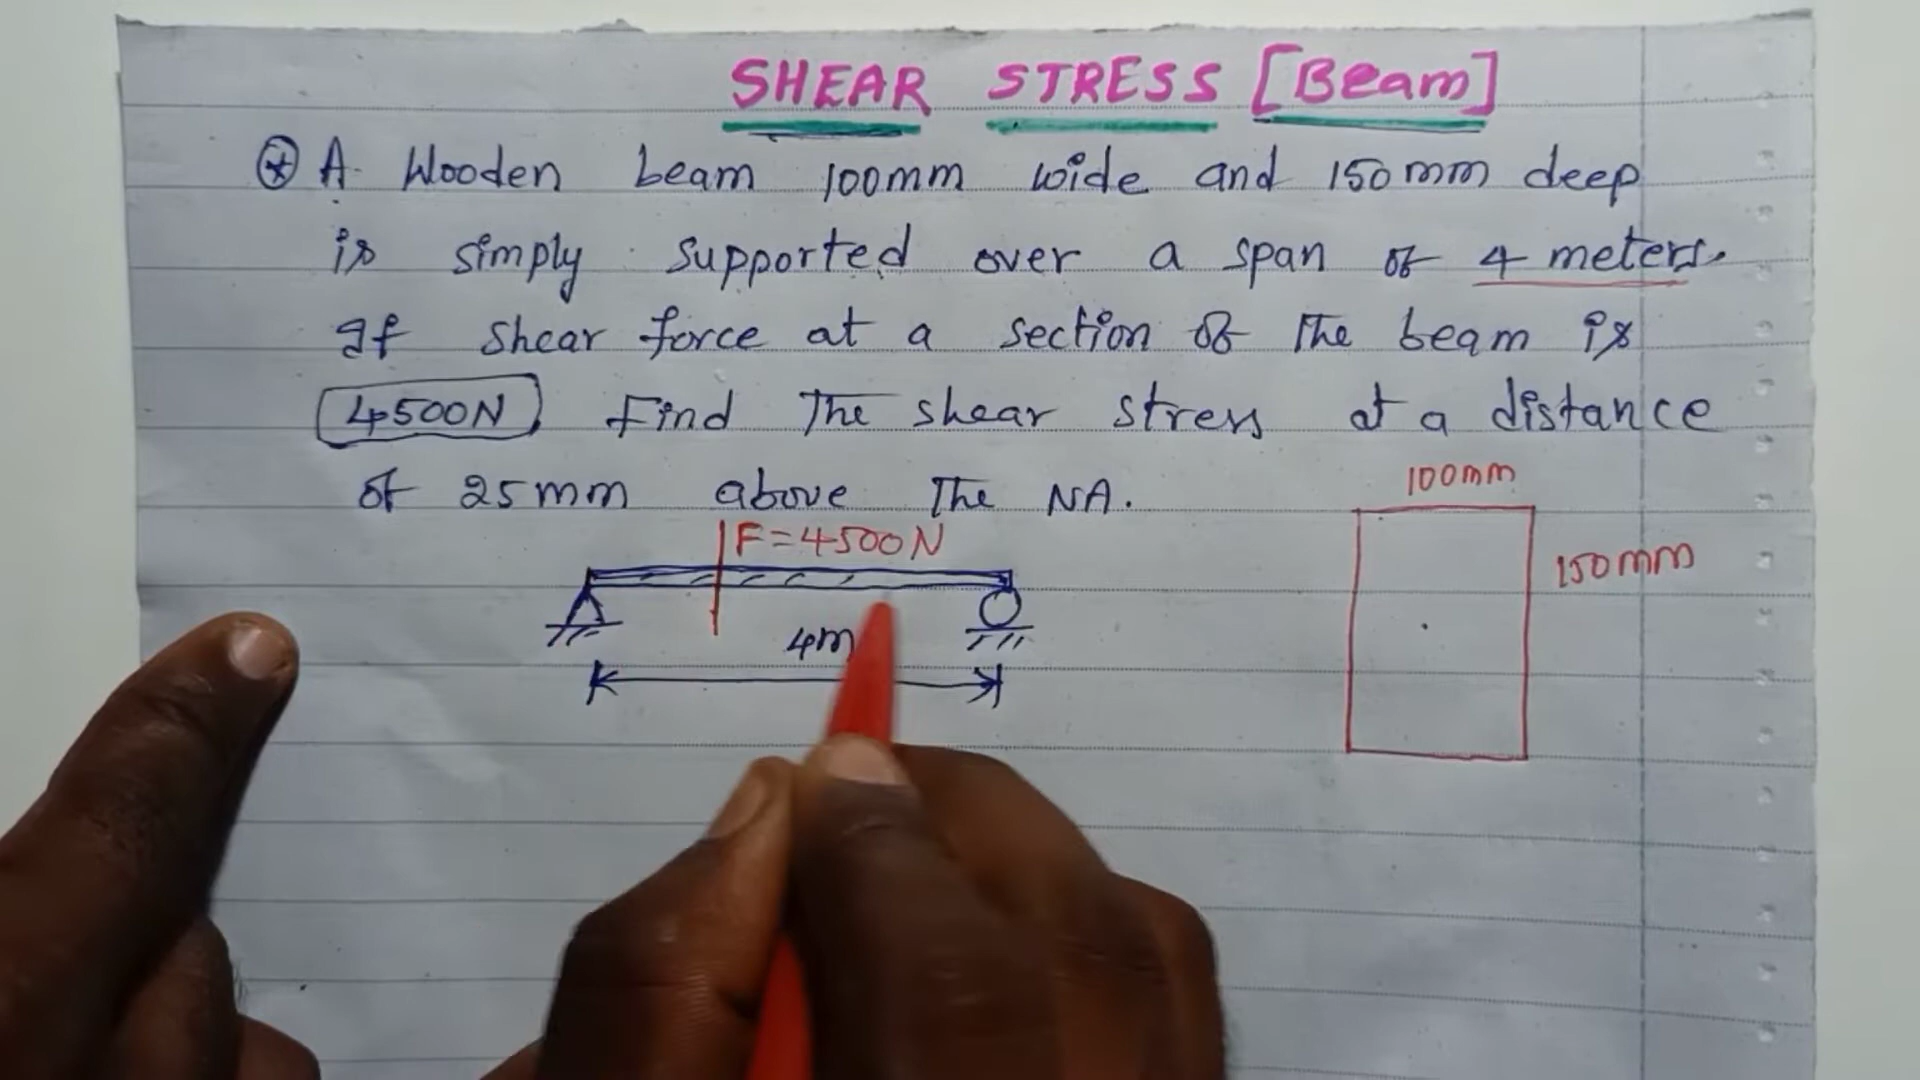 SHEAR STRESS [Beam]
A Wooden beam 100mm wide and 150mm deep
is simply supported over a span of 4 meters.
If shear force at a section of The beam is
4500N Find The shear stress at a distance
of 25mm above The NA.
100mm
F=4500N
150mm
4m